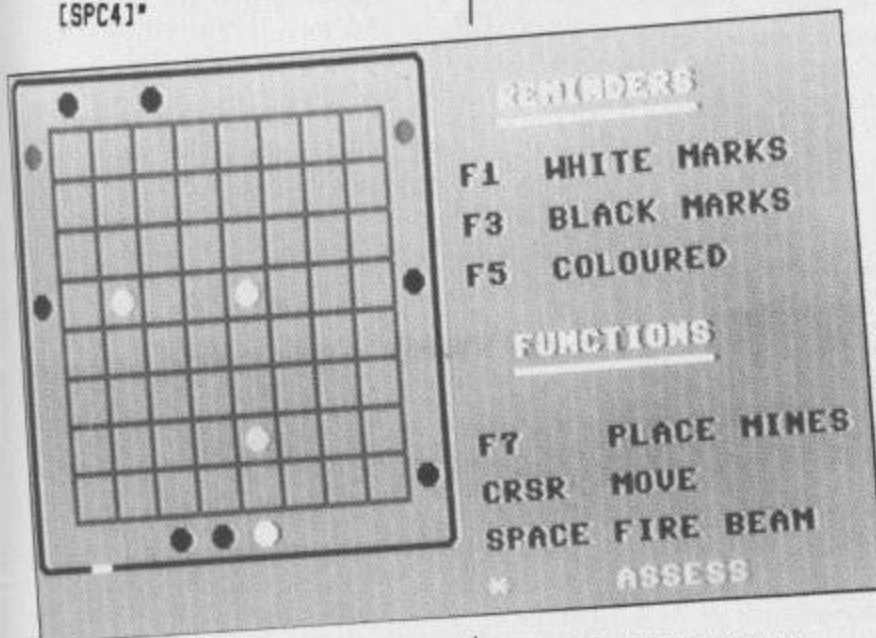 [SPC4]"
REMINDERS
F1 WHITE MARKS
F3 BLACK MARKS
F5 COLOURED
FUNCTIONS
F7 PLACE MINES
CRSR MOVE
SPACE FIRE BEAM
* ASSESS